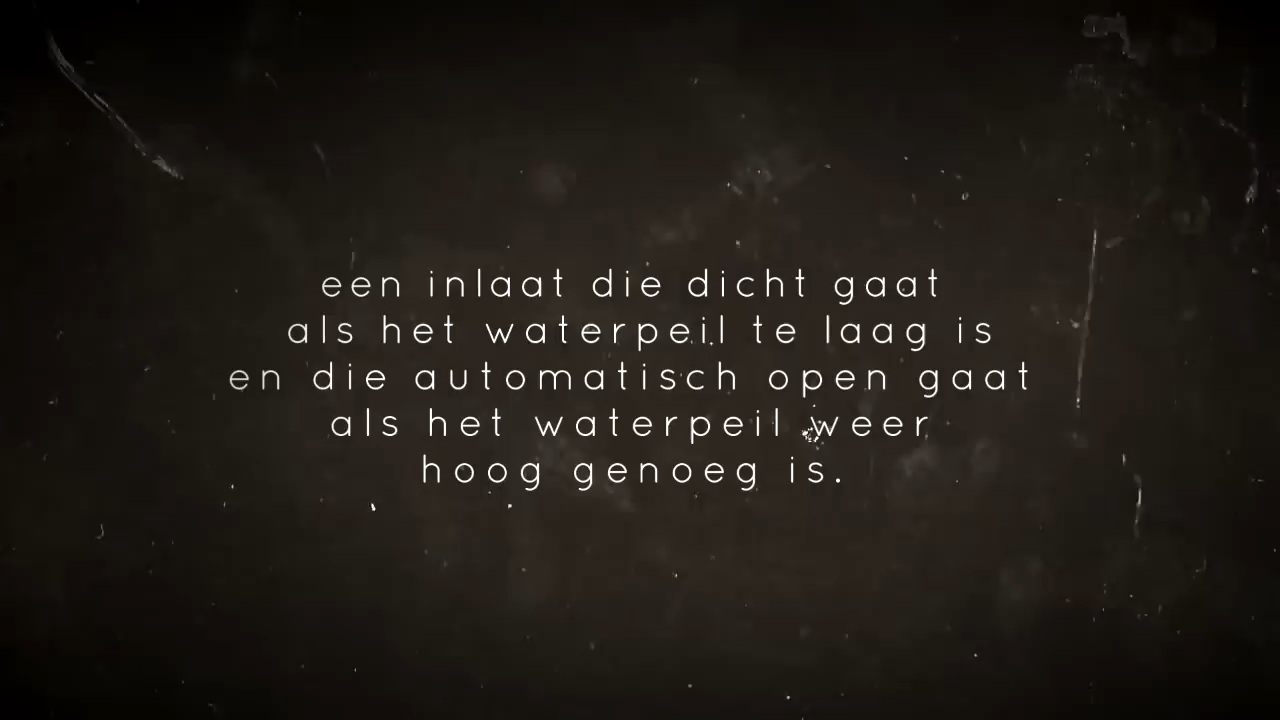 een inlaat die dicht gaat
als het waterpeil te laag is
en die automatisch open gaat
als het waterpeil weer
hoog genoeg is.